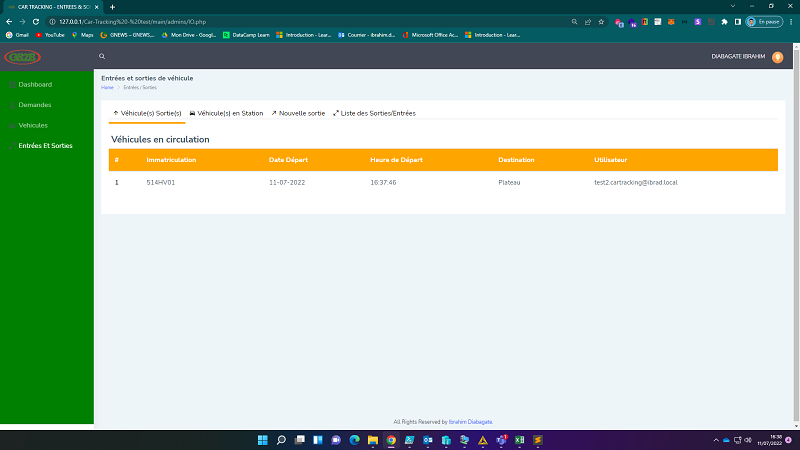 CAR TRACKING - ENTREES & SO
127.0.0.1/Car-Tracking%20-%20test/main/admins/IO.php
En pause
Gmail
YouTube
Maps
GNEWS – GNEWS,...
Mon Drive - Googl...
DataCamp Learn
Introduction - Lear...
Courrier - ibrahim.d...
Microsoft Office Ac...
Introduction - Lear...
DIABAGATE IBRAHIM
Dashboard
Demandes
Vehicules
Entrées Et Sorties
Entrées et sorties de véhicule
Home > Entrées / Sorties
Véhicule(s) Sortie(s) Véhicule(s) en Station Nouvelle sortie Liste des Sorties/Entrées
Véhicules en circulation
# Immatriculation Date Départ Heure de Départ Destination Utilisateur
1 514HV01 11-07-2022 16:37:46 Plateau test2.cartracking@ibrad.local
All Rights Reserved by Ibrahim Diabagate.
16:38
11/07/2022